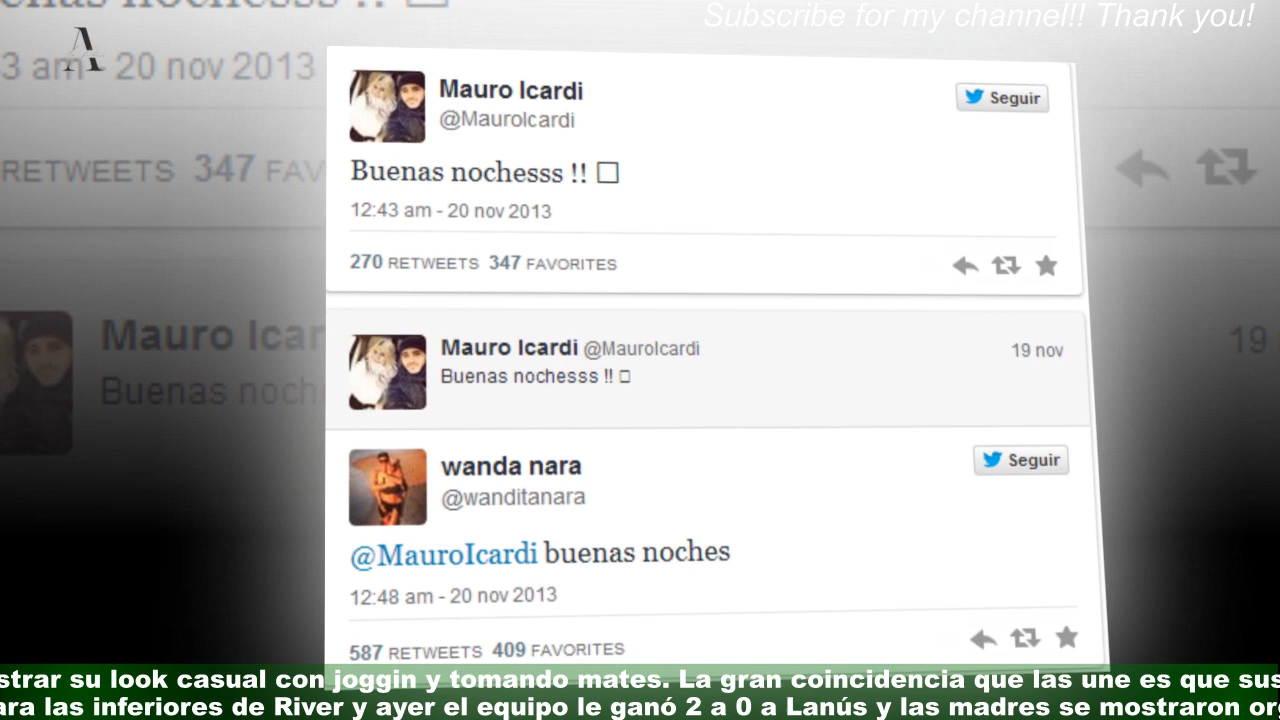 Subscribe for my channel!! Thank you!
A
3 am - 20 nov 2013
RETWEETS 347 FAV
Mauro Icar
Buenas noch
19
Mauro Icardi
@MauroIcardi
Seguir
Buenas nochesss !! □
12:43 am - 20 nov 2013
270 RETWEETS 347 FAVORITES
Mauro Icardi @MauroIcardi
19 nov
Buenas nochesss !! □
wanda nara
@wanditanara
Seguir
@MauroIcardi buenas noches
12:48 am - 20 nov 2013
587 RETWEETS 409 FAVORITES
strar su look casual con joggin y tomando mates. La gran coincidencia que las une es que sus
ara las inferiores de River y ayer el equipo le ganó 2 a 0 a Lanús y las madres se mostraron